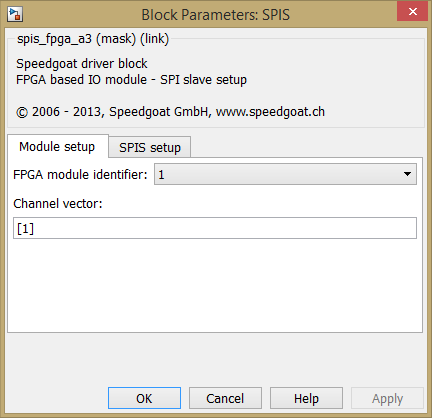 Block Parameters: SPIS
spis_fpga_a3 (mask) (link)
Speedgoat driver block
FPGA based IO module - SPI slave setup
© 2006 - 2013, Speedgoat GmbH, www.speedgoat.ch
Module setup SPIS setup
FPGA module identifier: 1
Channel vector:
[1]
OK Cancel Help Apply